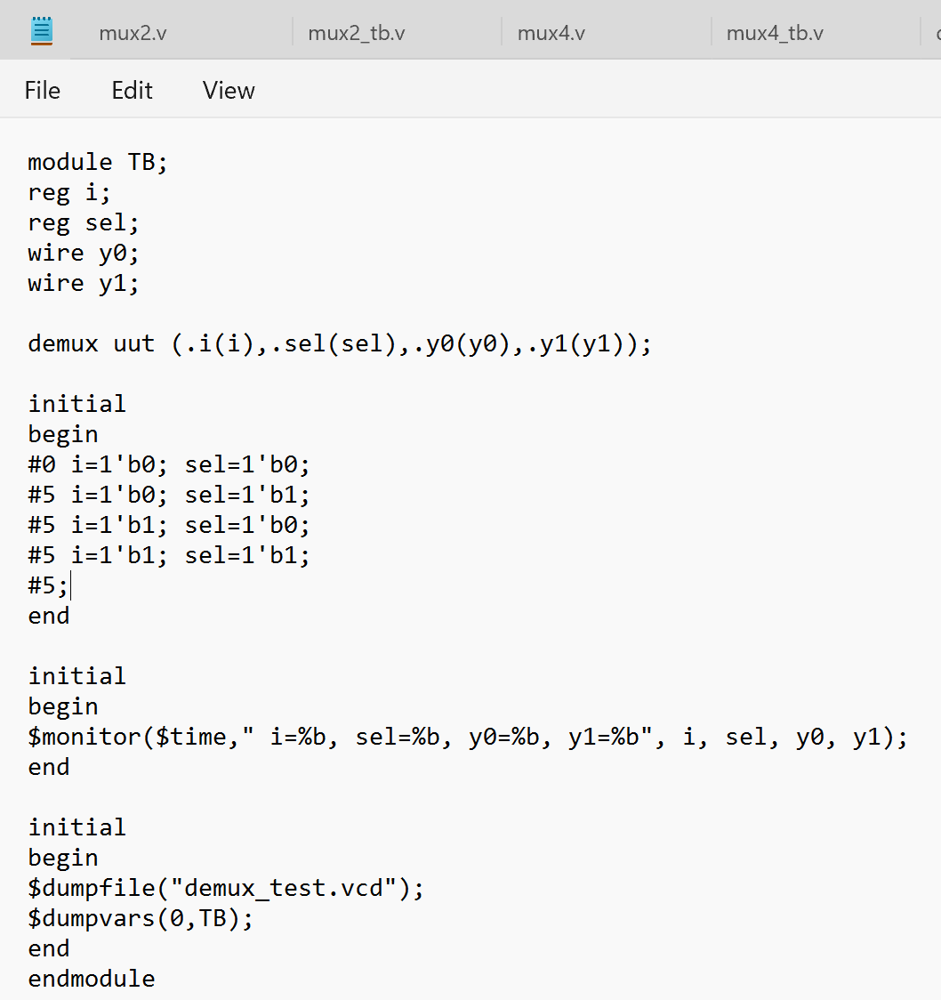 mux2.v mux2_tb.v mux4.v mux4_tb.v
File Edit View
module TB;
reg i;
reg sel;
wire y0;
wire y1;
demux uut (.i(i),.sel(sel),.y0(y0),.y1(y1));
initial
begin
#0 i=1'b0; sel=1'b0;
#5 i=1'b0; sel=1'b1;
#5 i=1'b1; sel=1'b0;
#5 i=1'b1; sel=1'b1;
#5;
end
initial
begin
$monitor($time," i=%b, sel=%b, y0=%b, y1=%b", i, sel, y0, y1);
end
initial
begin
$dumpfile("demux_test.vcd");
$dumpvars(0,TB);
end
endmodule